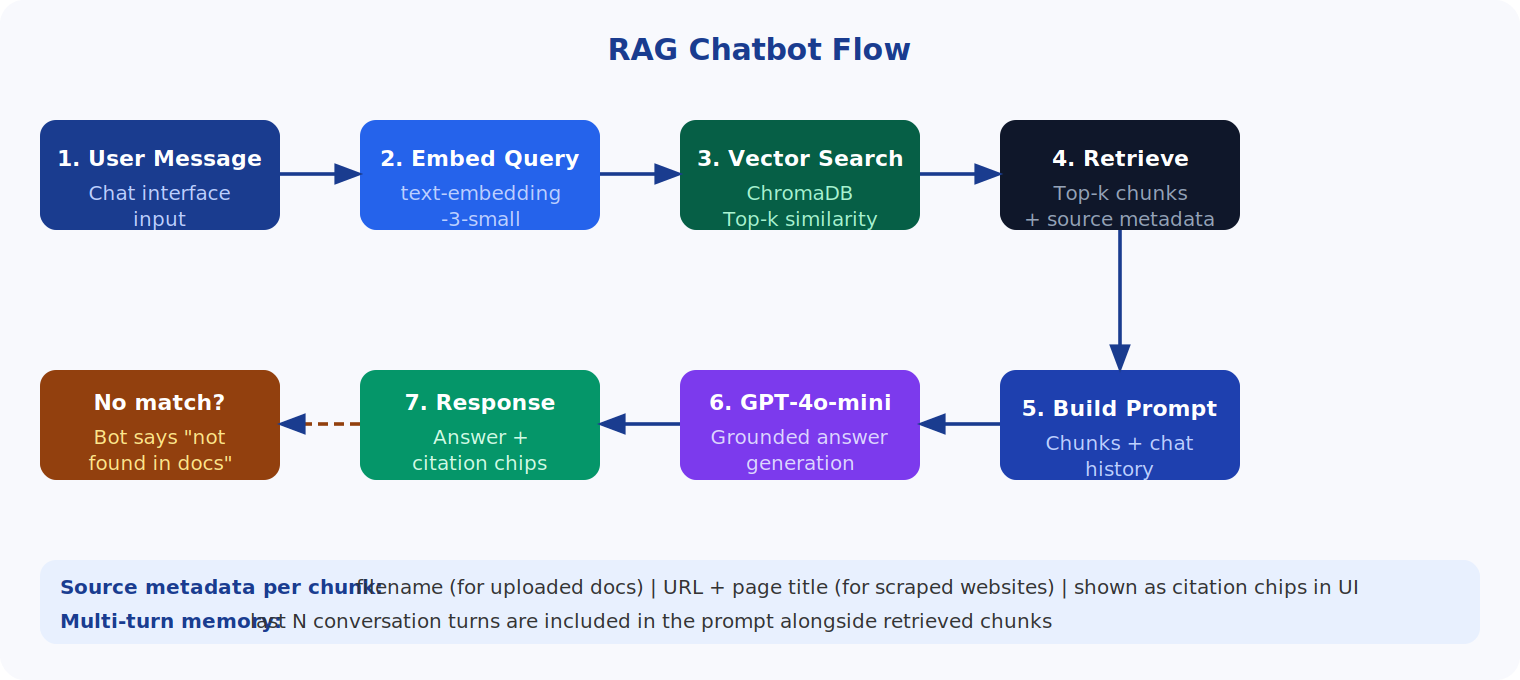 RAG Chatbot Flow
1. User Message
Chat interface
input
2. Embed Query
text-embedding
-3-small
3. Vector Search
ChromaDB
Top-k similarity
4. Retrieve
Top-k chunks
+ source metadata
No match?
Bot says "not
found in docs"
7. Response
Answer +
citation chips
6. GPT-4o-mini
Grounded answer
generation
5. Build Prompt
Chunks + chat
history
Source metadata per chunk: filename (for uploaded docs) | URL + page title (for scraped websites) | shown as citation chips in UI
Multi-turn memory: last N conversation turns are included in the prompt alongside retrieved chunks